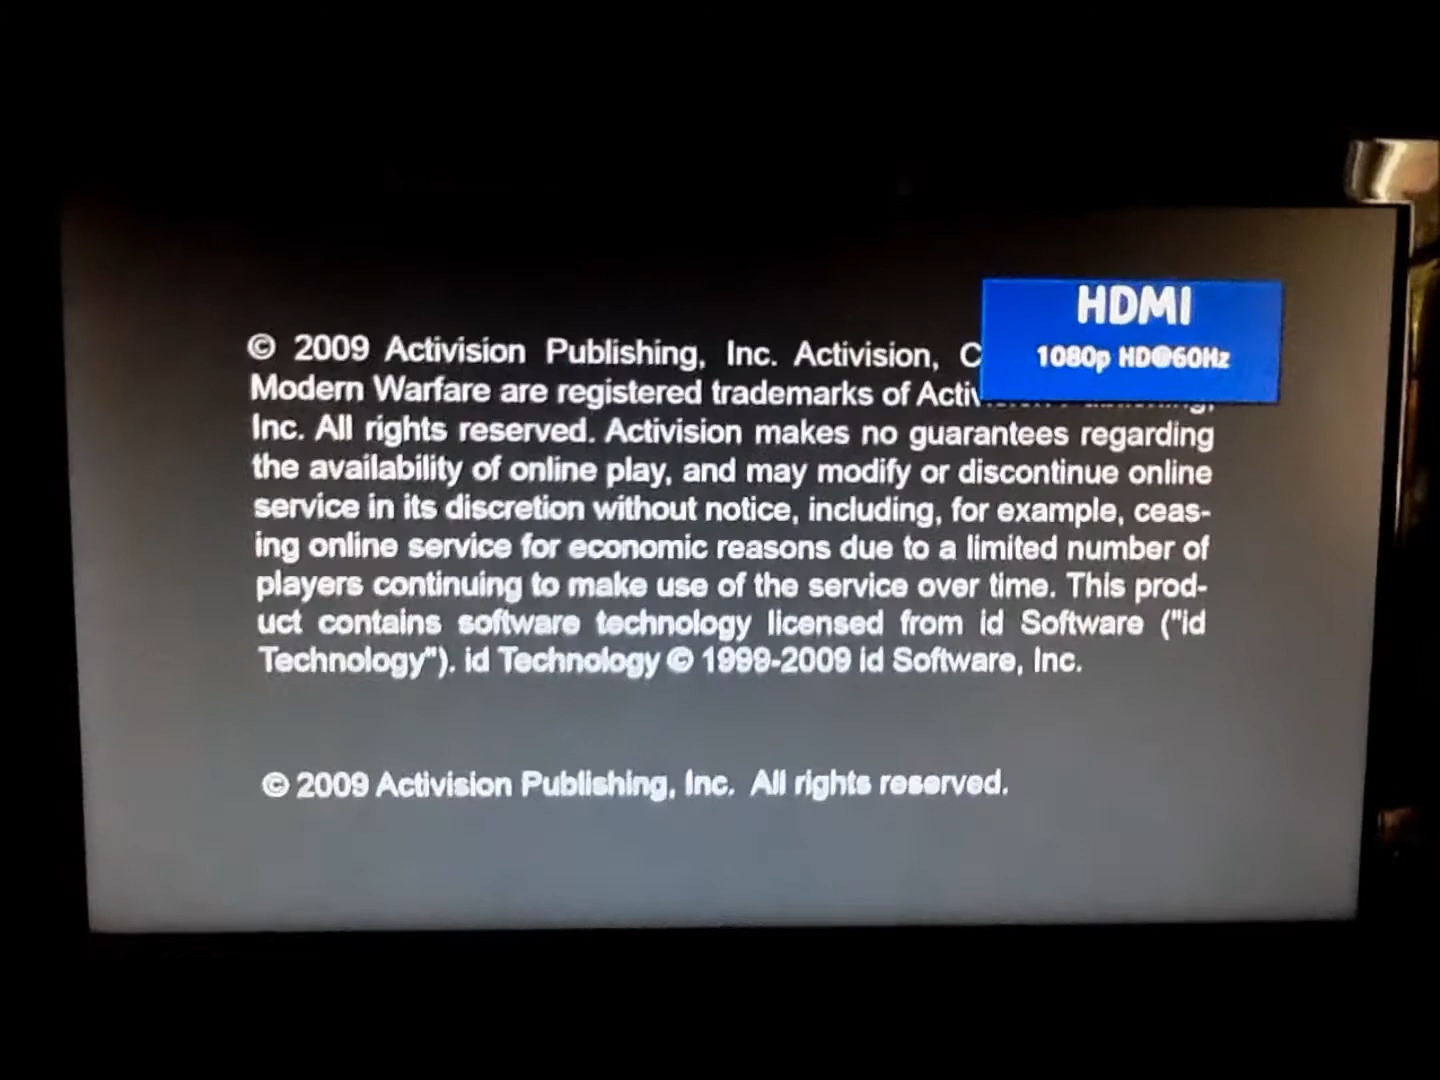 HDMI
1080p HD@60Hz
© 2009 Activision Publishing, Inc. Activision,
Modern Warfare are registered trademarks of
Inc. All rights reserved. Activision makes no guarantees regarding
the availability of online play, and may modify or discontinue online
service in its discretion without notice, including, for example, ceas-
ing online service for economic reasons due to a limited number of
players continuing to make use of the service over time. This prod-
uct contains software technology licensed from id Software ("id
Technology"). id Technology © 1999-2009 id Software, Inc.
© 2009 Activision Publishing, Inc. All rights reserved.